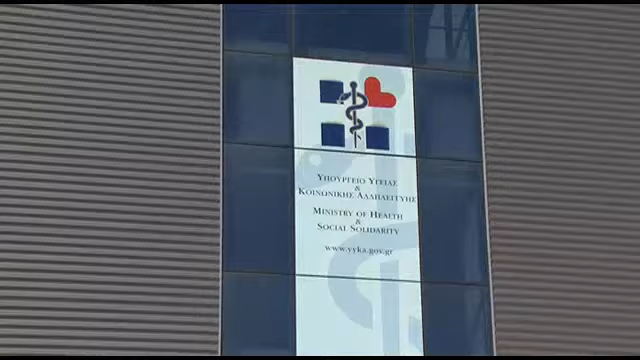 ΥΠΟΥΡΓΕΙΟ ΥΓΕΙΑΣ
&
ΚΟΙΝΩΝΙΚΗΣ ΑΛΛΗΛΕΓΓΥΗΣ
MINISTRY OF HEALTH
&
SOCIAL SOLIDARITY
www.yyka.gov.gr